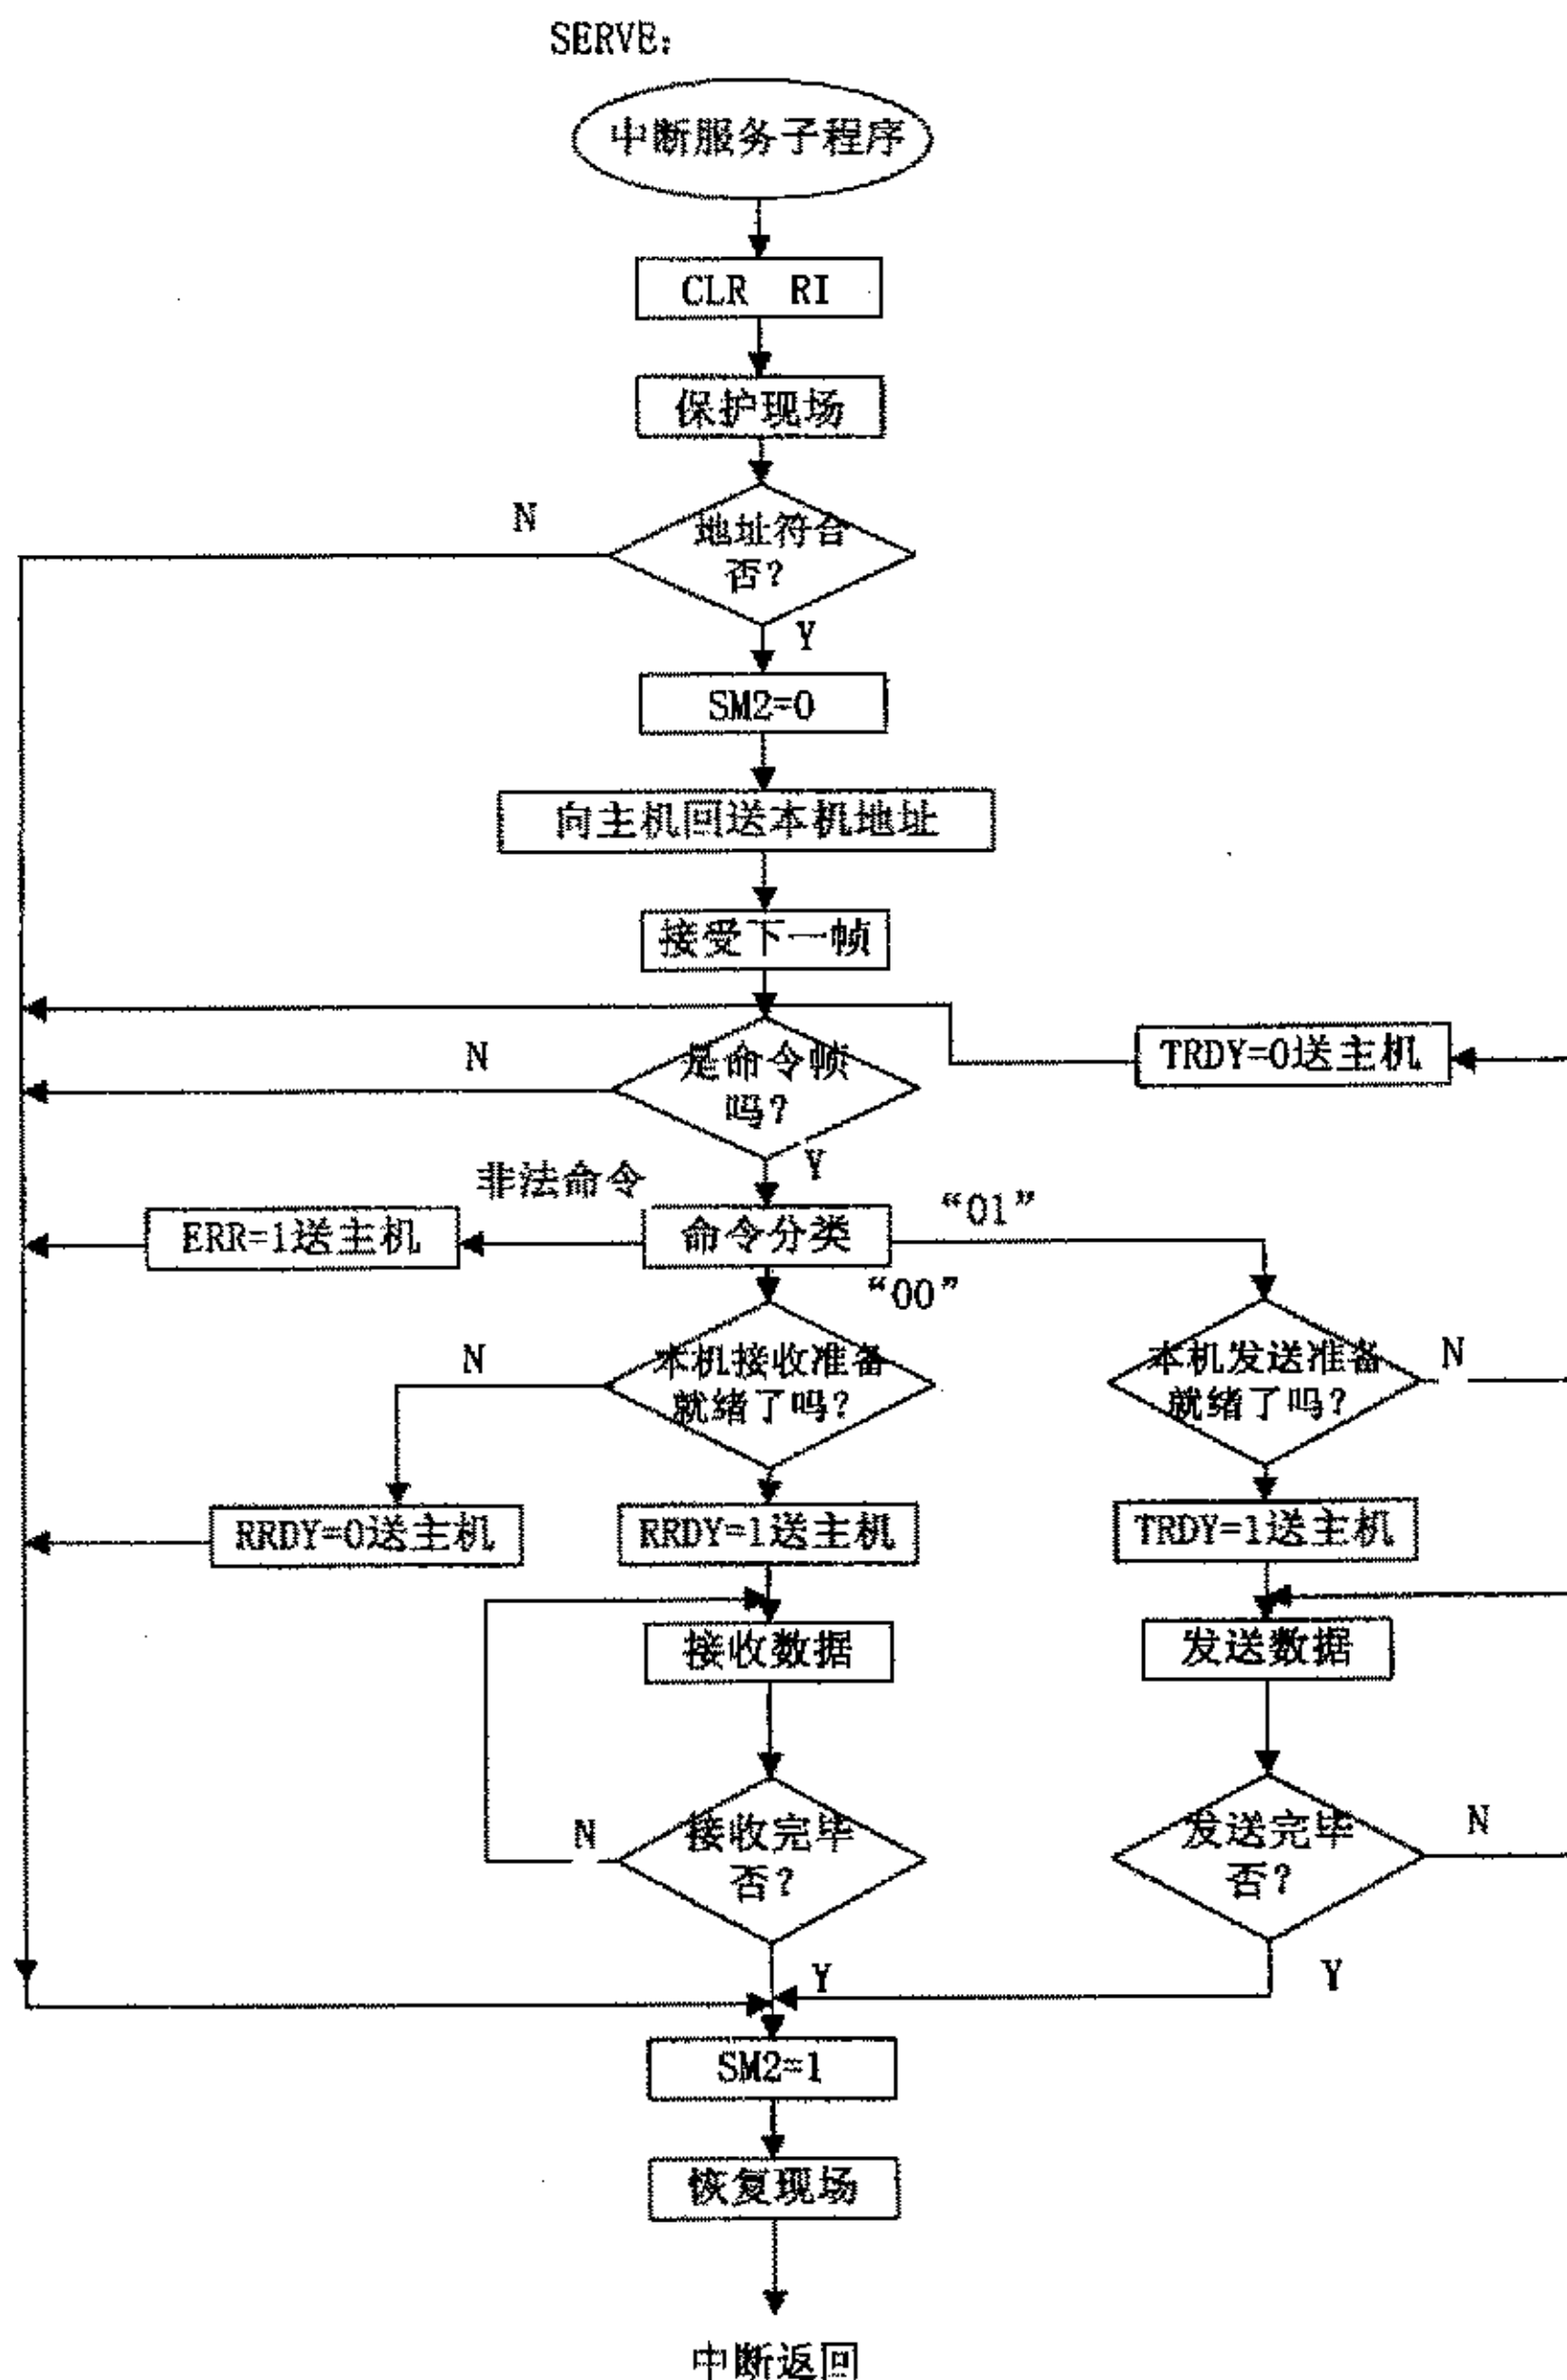 SERVE:
中断服务子程序
CLR RI
保护现场
N
地址符合
否?
Y
SM2=0
向主机回送本机地址
接受下一帧
N
是命令帧
吗?
TRDY=0送主机
Y
非法命令
ERR=1送主机
命令分类
“01”
“00”
N
本机接收准备
就绪了吗?
本机发送准备
就绪了吗?
N
RRDY=0送主机
RRDY=1送主机
TRDY=1送主机
接收数据
发送数据
N
接收完毕
否?
发送完毕
否?
N
Y
Y
SM2=1
恢复现场
中断返回